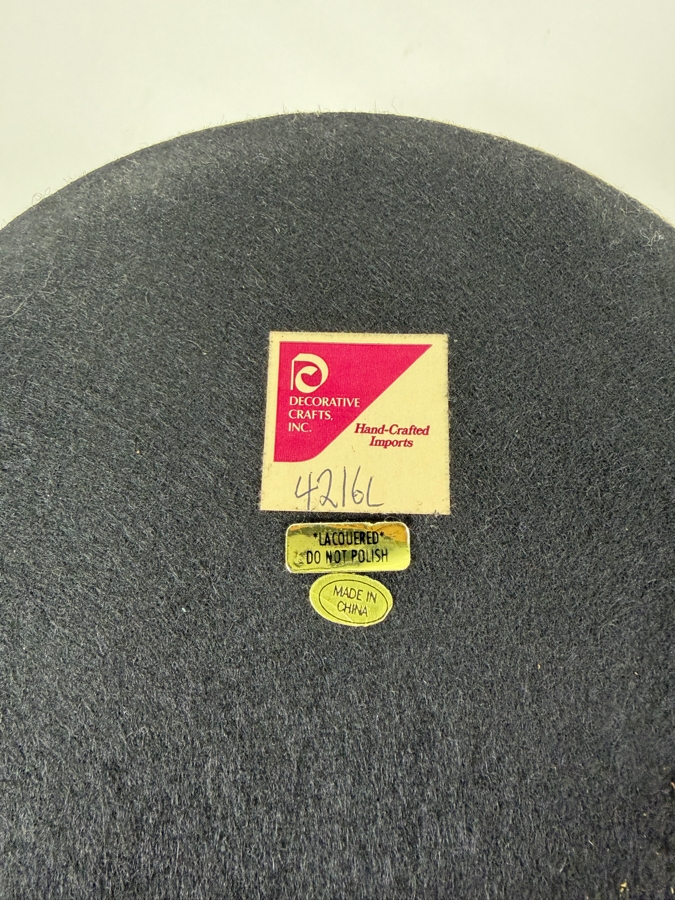 DECORATIVE
CRAFTS,
INC.
Hand-Crafted
Imports
4216L
"LACQUERED"
DO NOT POLISH
MADE IN
CHINA